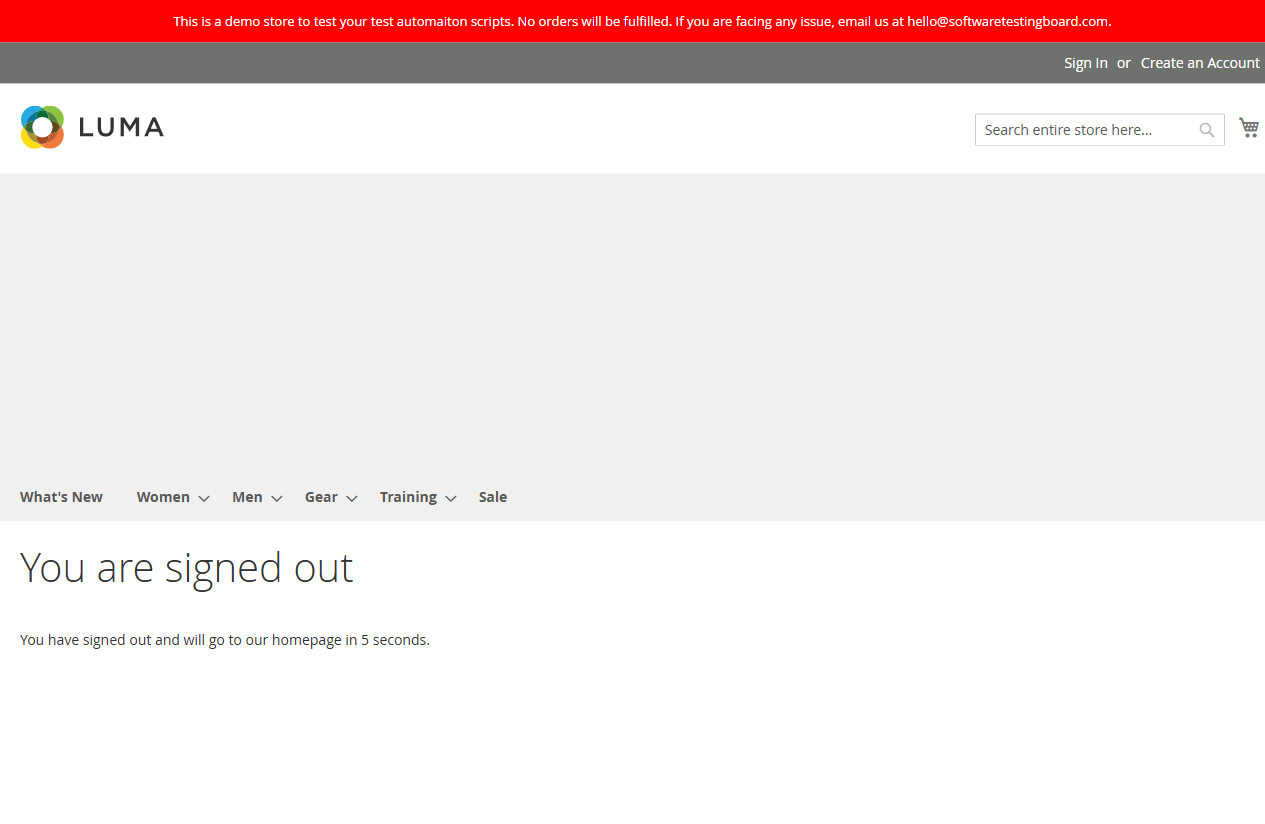 This is a demo store to test your test automaiton scripts. No orders will be fulfilled. If you are facing any issue, email us at hello@softwaretestingboard.com.
Sign In or Create an Account
LUMA
Search entire store here...
What's New Women Men Gear Training Sale
You are signed out
You have signed out and will go to our homepage in 5 seconds.